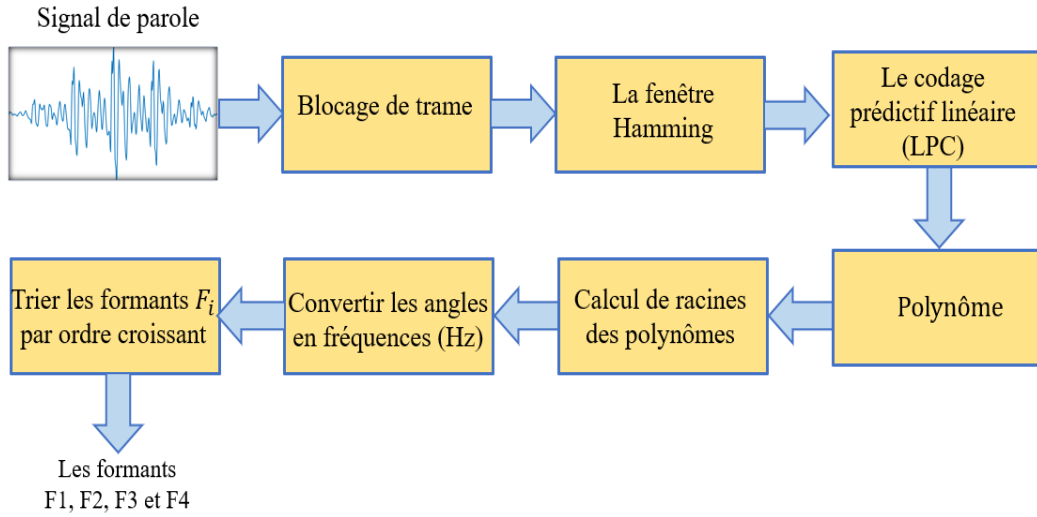 Signal de parole
Blocage de trame
La fenêtre
Hamming
Le codage
prédictif linéaire
(LPC)
Polynôme
Calcul de racines
des polynômes
Convertir les angles
en fréquences (Hz)
Trier les formants F_i
par ordre croissant
Les formants
F1, F2, F3 et F4